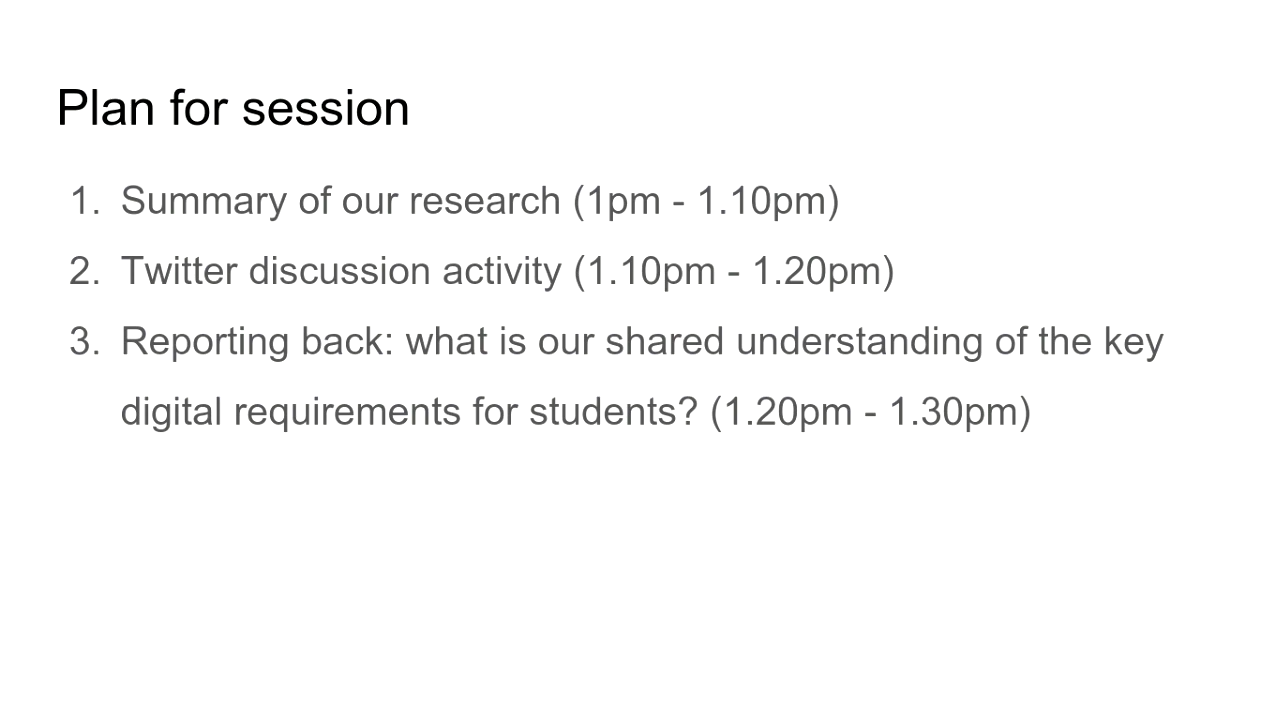 Plan for session
1. Summary of our research (1pm - 1.10pm)
2. Twitter discussion activity (1.10pm - 1.20pm)
3. Reporting back: what is our shared understanding of the key
digital requirements for students? (1.20pm - 1.30pm)